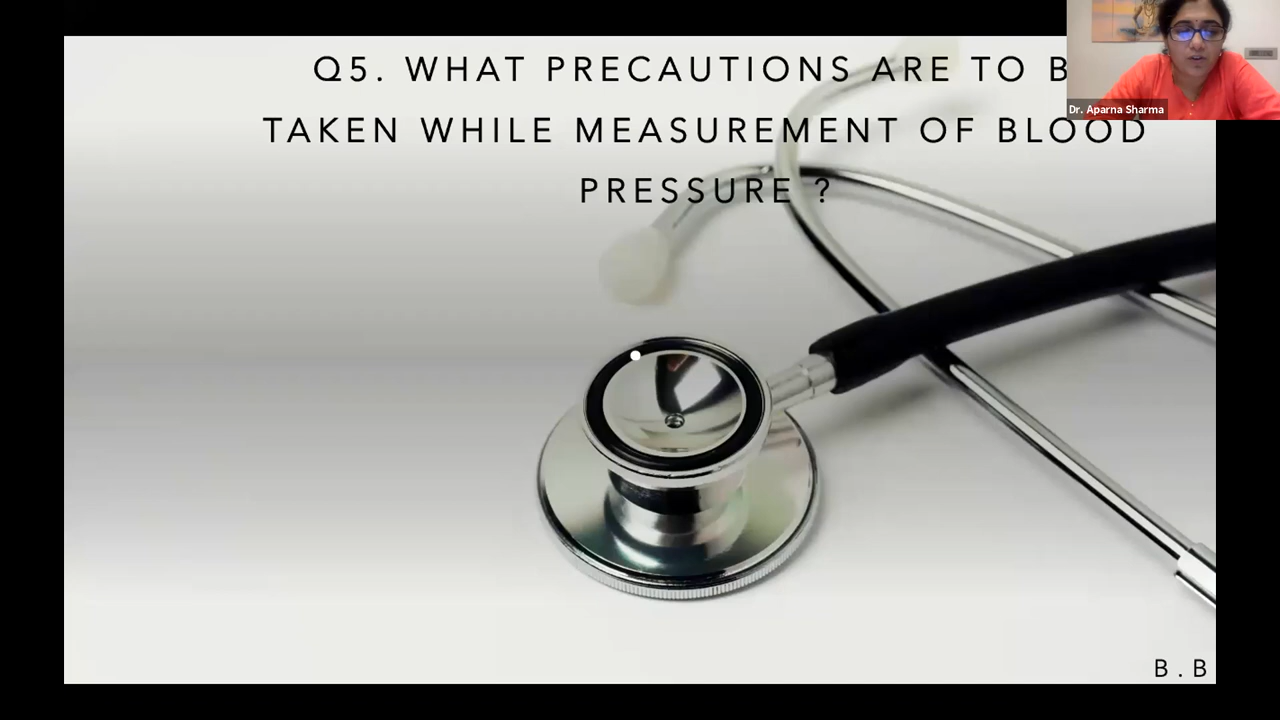 Q5. WHAT PRECAUTIONS ARE TO B
TAKEN WHILE MEASUREMENT OF BLOOD
PRESSURE ?
Dr. Aparna Sharma
B.B